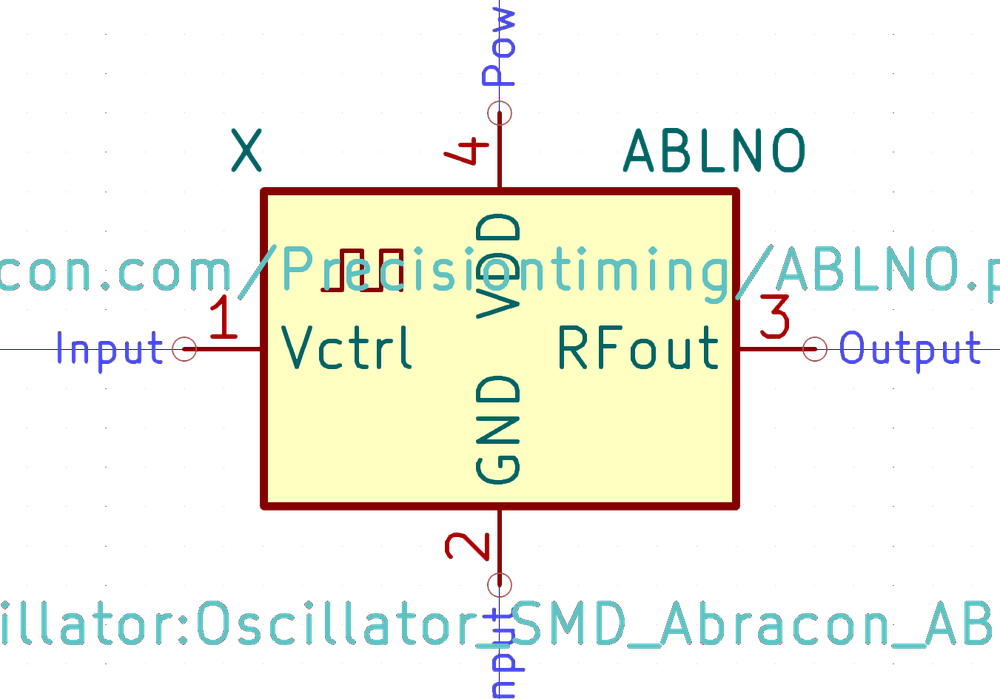 Pow
4
X
ABLNO
VDD
con.com/Precisiontiming/ABLNO.p
1
3
Input
Vctrl
RFout
Output
GND
2
illator:Oscillator_SMD_Abracon_AB
nput